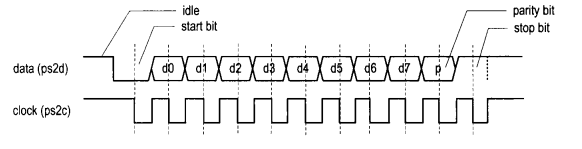 idle
parity bit
start bit
stop bit
data (ps2d)
d0 d1 d2 d3 d4 d5 d6 d7 p
clock (ps2c)